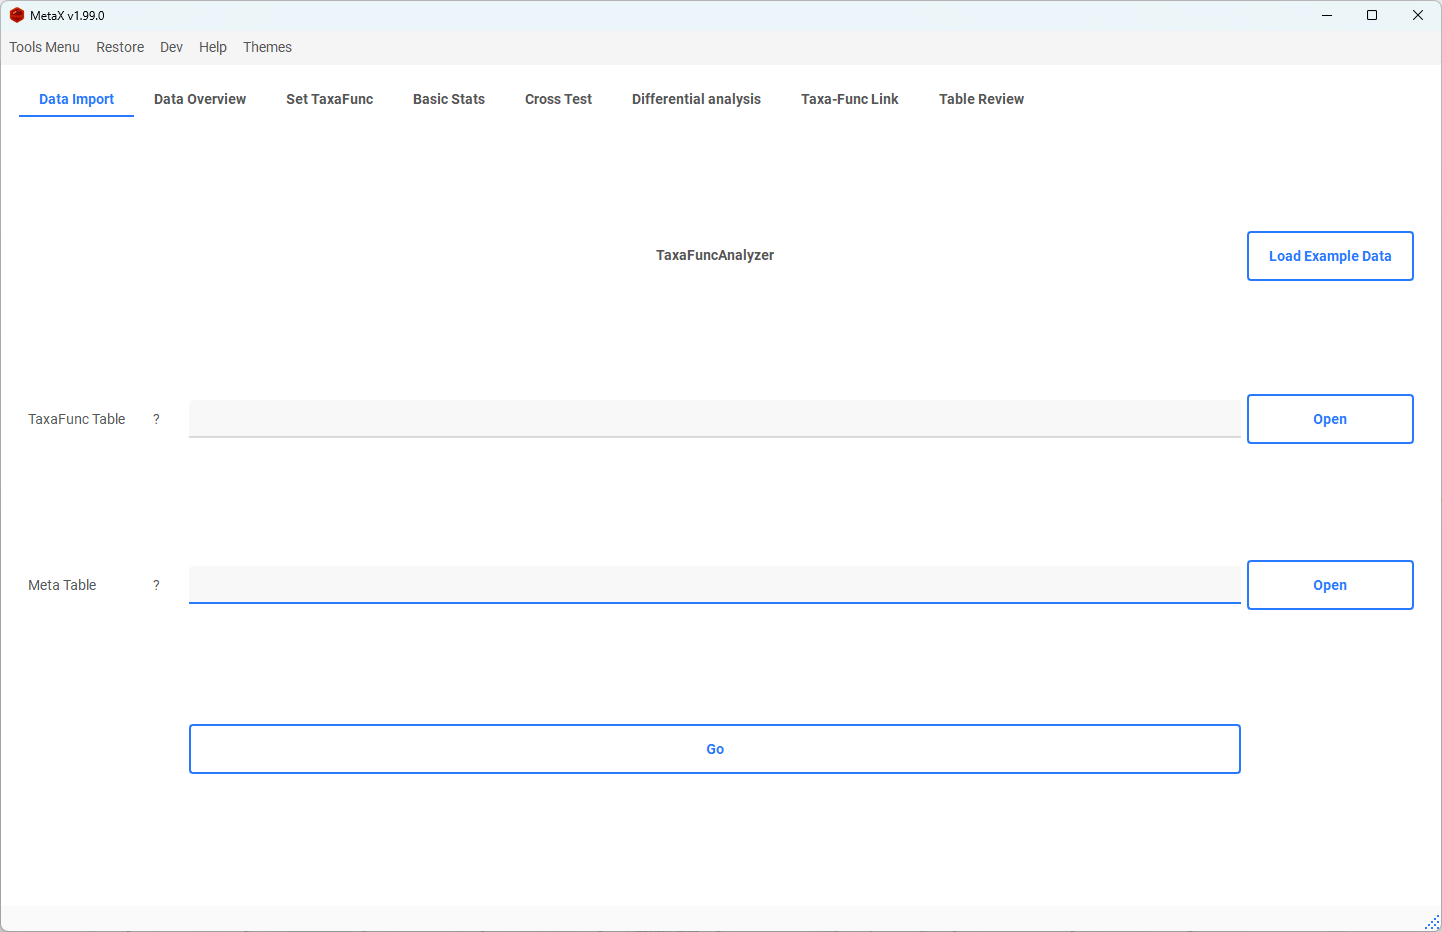 MetaX v1.99.0
Tools Menu Restore Dev Help Themes
Data Import Data Overview Set TaxaFunc Basic Stats Cross Test Differential analysis Taxa-Func Link Table Review
TaxaFuncAnalyzer Load Example Data
TaxaFunc Table ? Open
Meta Table ? Open
Go